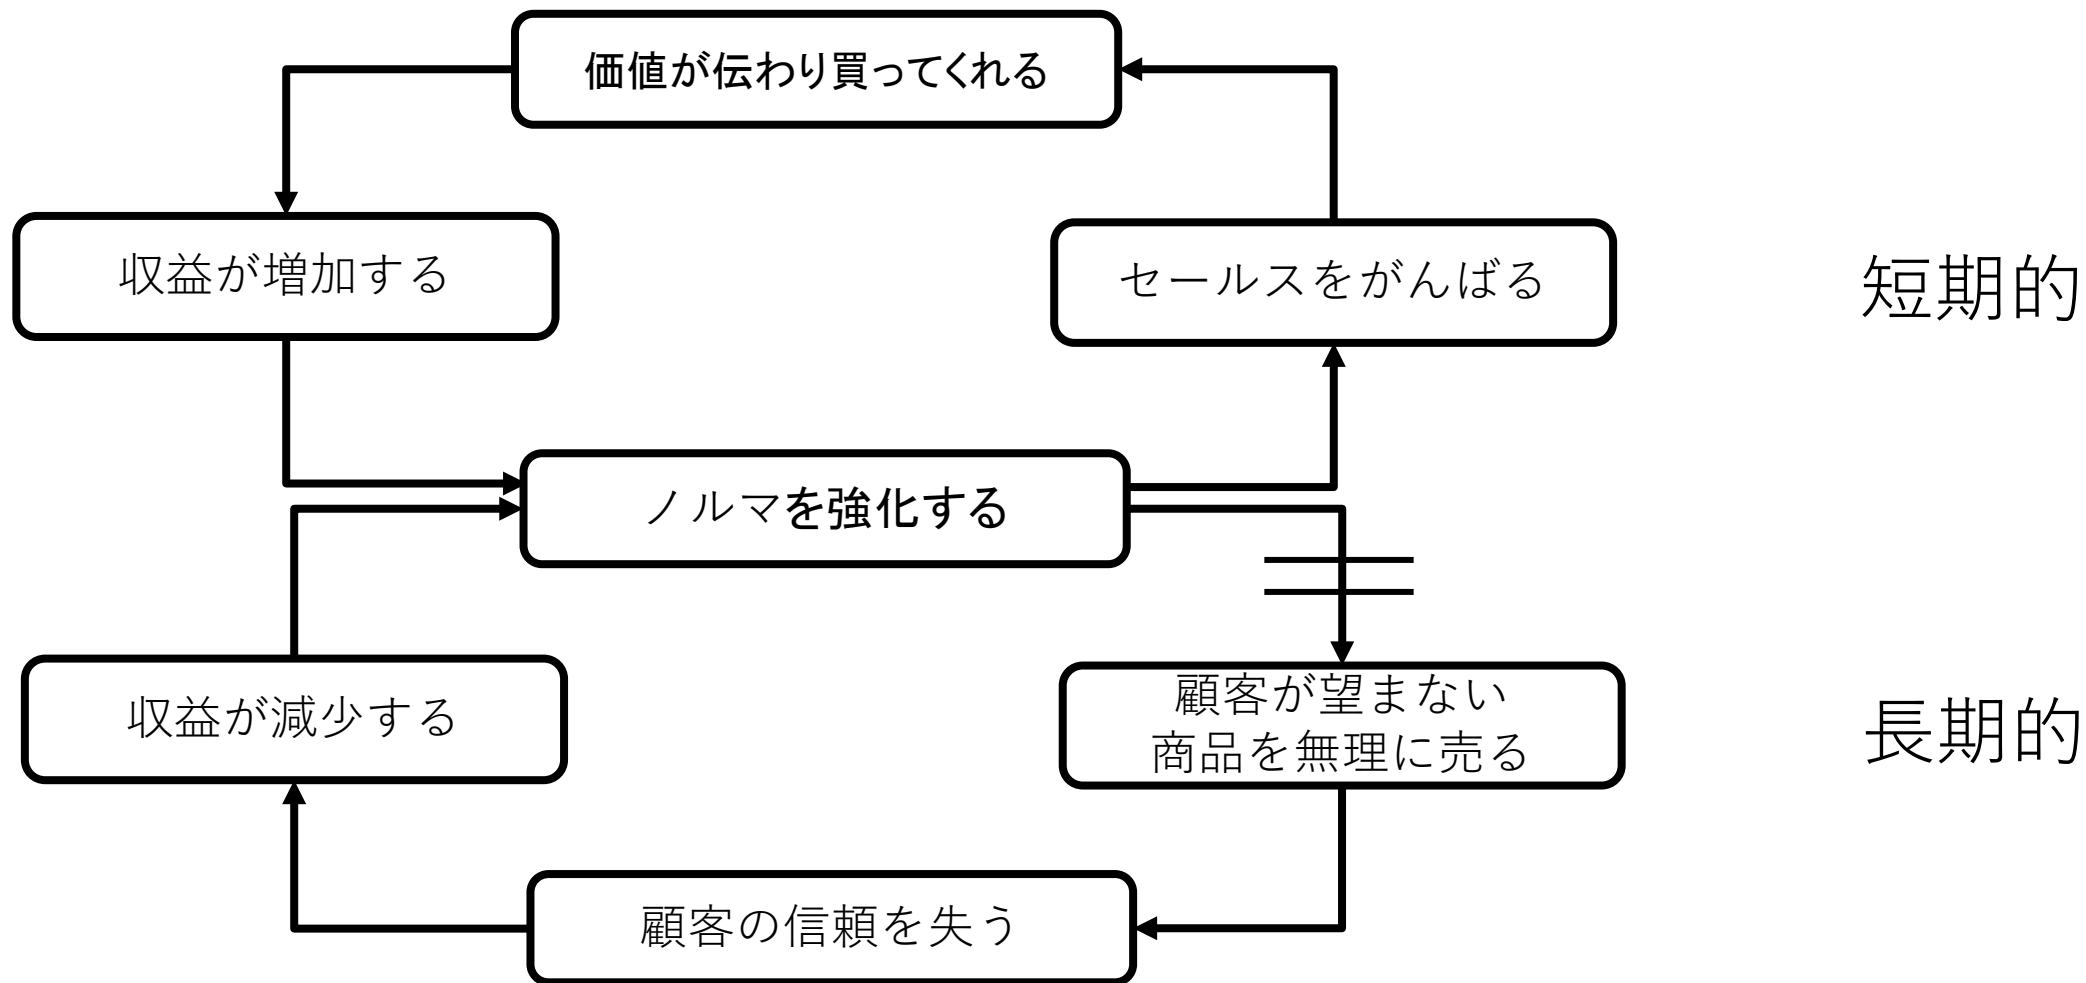 価値が伝わり買ってくれる
収益が増加する
セールスをがんばる
短期的
ノルマを強化する
収益が減少する
顧客が望まない
商品を無理に売る
長期的
顧客の信頼を失う